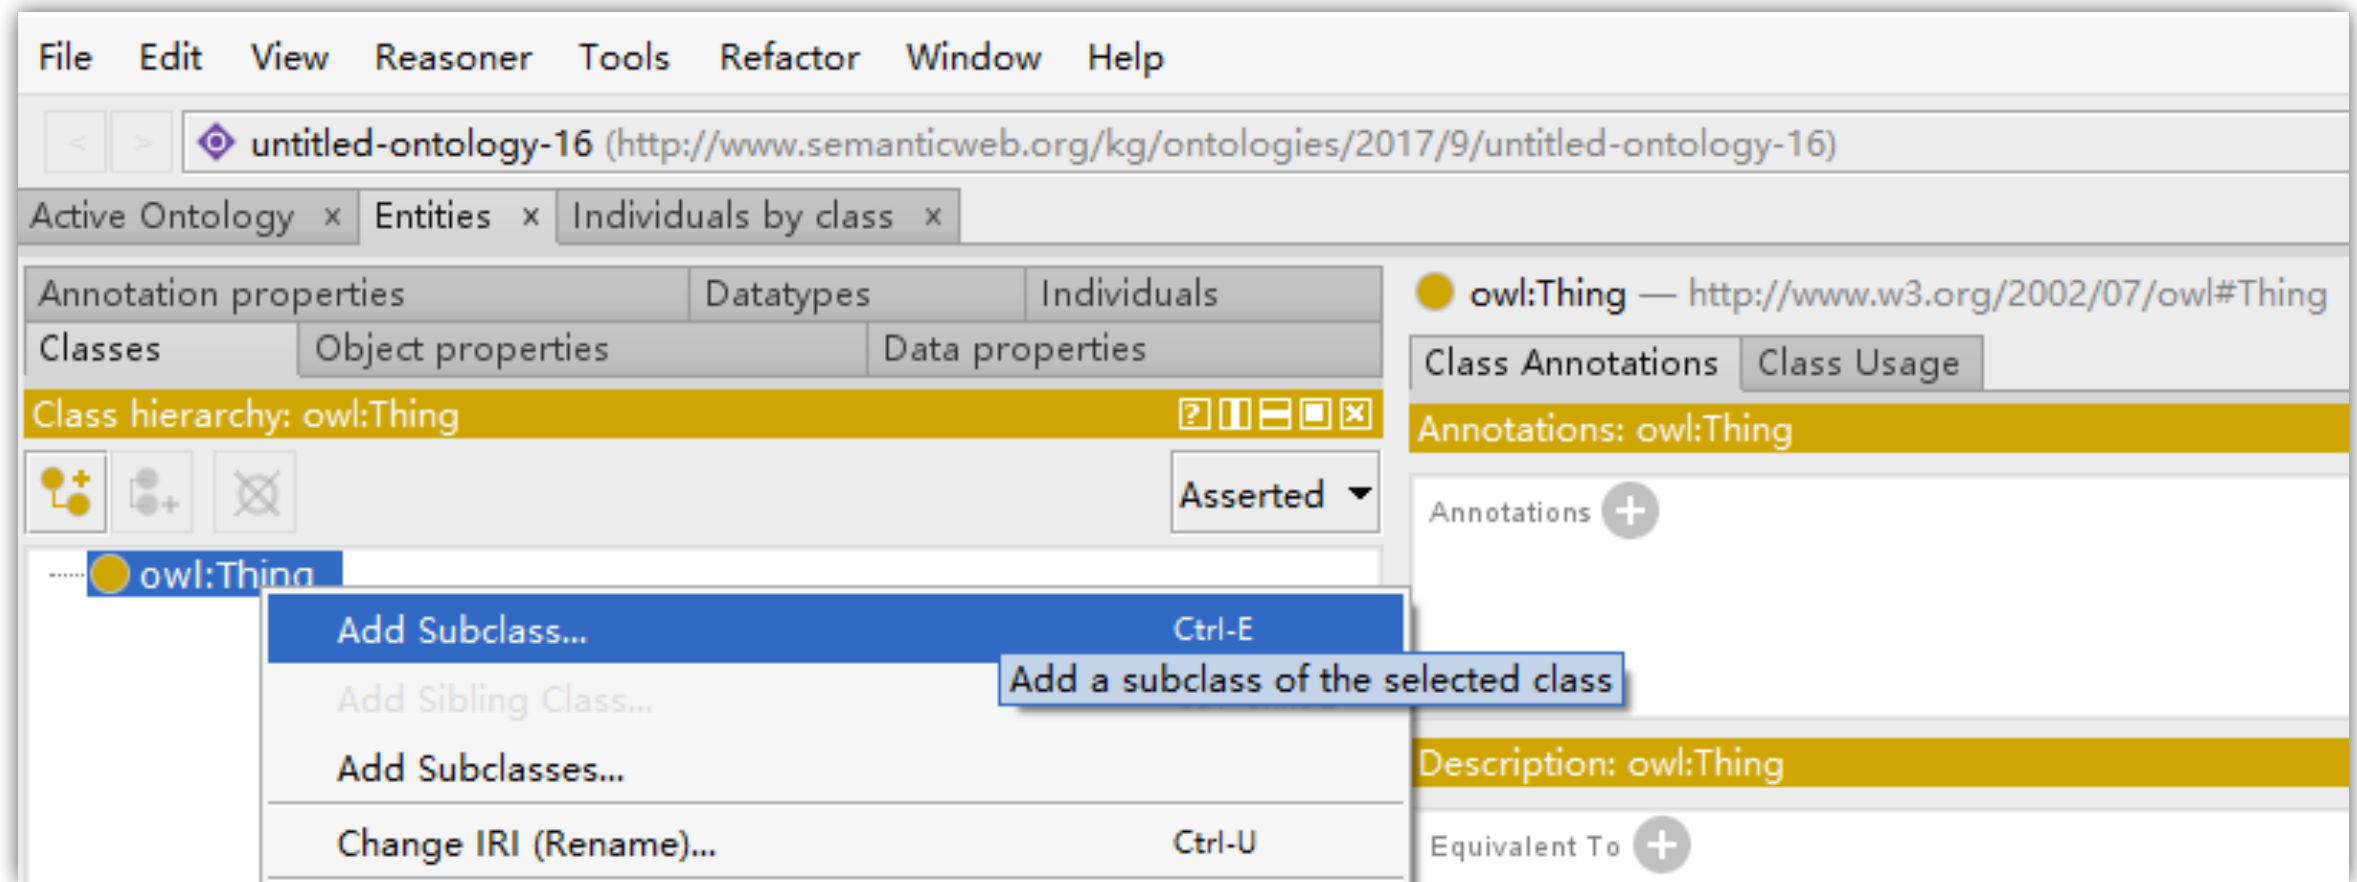 File Edit View Reasoner Tools Refactor Window Help
< > untitled-ontology-16 (http://www.semanticweb.org/kg/ontologies/2017/9/untitled-ontology-16)
Active Ontology × Entities × Individuals by class ×
Annotation properties Datatypes Individuals
Classes Object properties Data properties
Class hierarchy: owl:Thing
Asserted
owl:Thing
Add Subclass... Ctrl-E
Add a subclass of the selected class
Add Sibling Class...
Add Subclasses...
Change IRI (Rename)... Ctrl-U
owl:Thing — http://www.w3.org/2002/07/owl#Thing
Class Annotations Class Usage
Annotations: owl:Thing
Annotations
Description: owl:Thing
Equivalent To